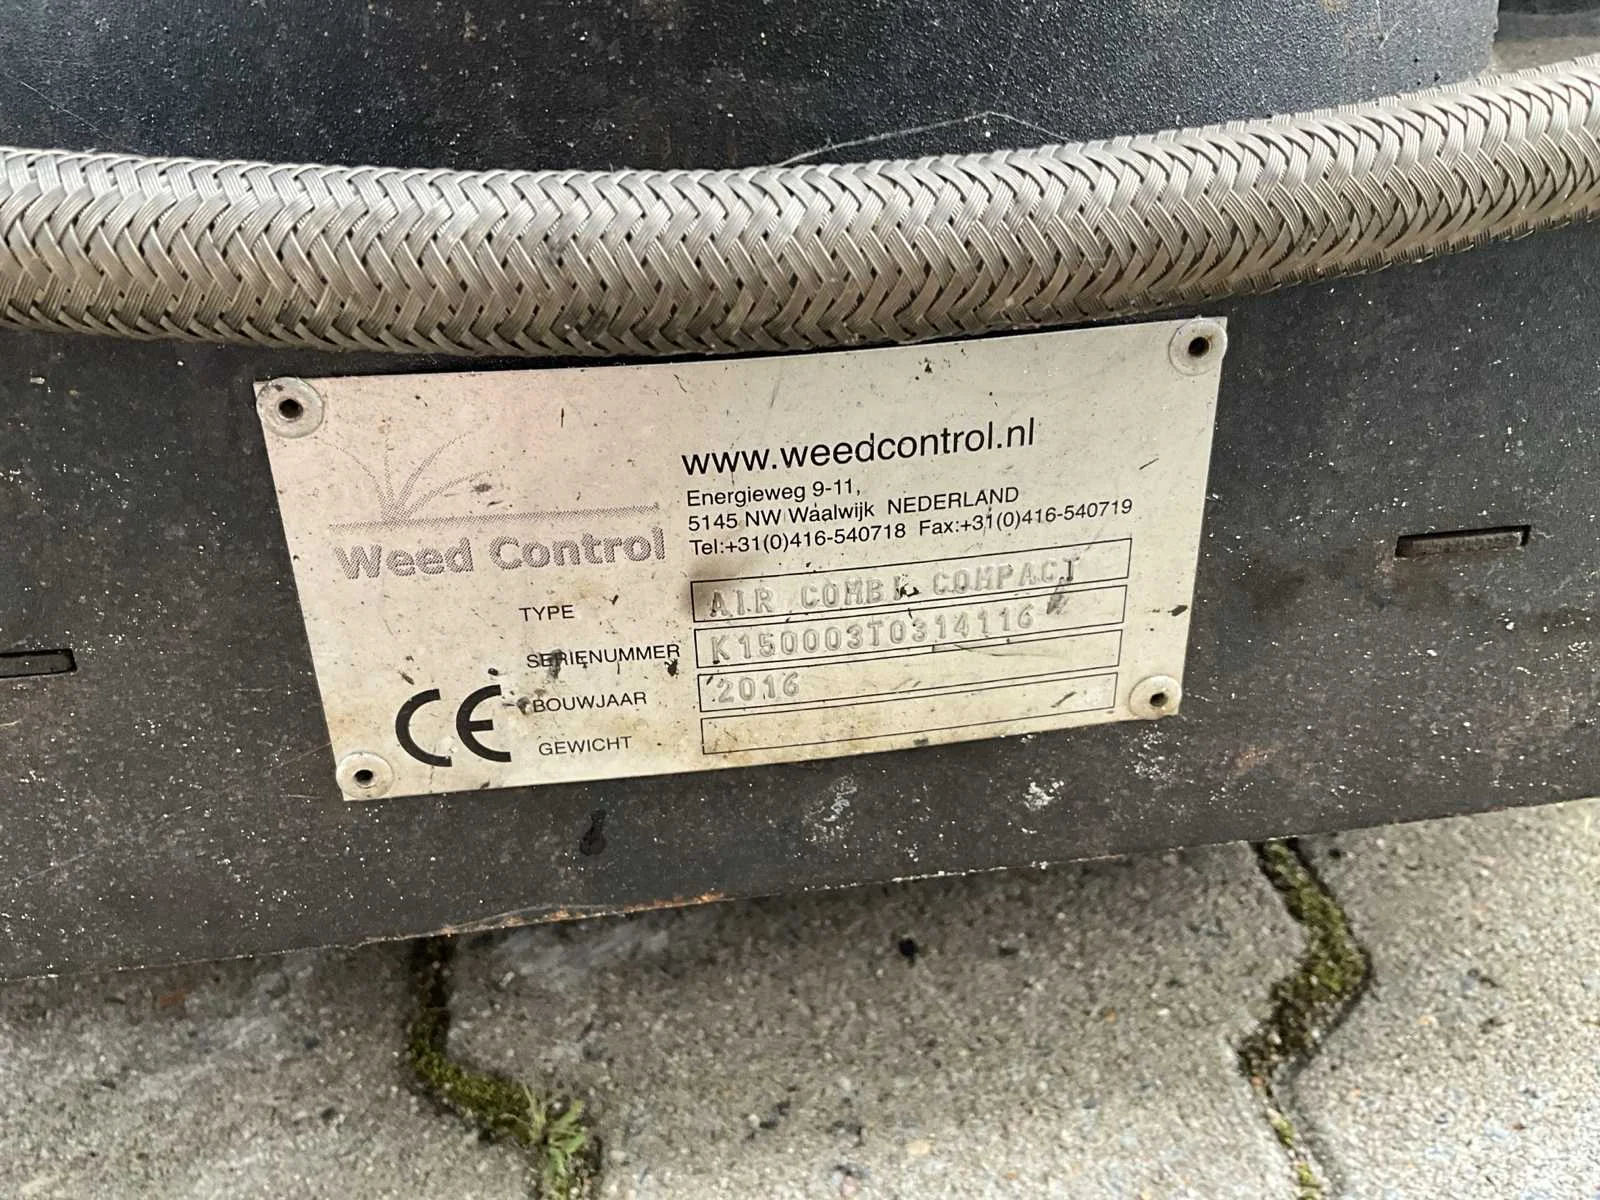 www.weedcontrol.nl
Energieweg 9-11,
5145 NW Waalwijk NEDERLAND
Tel:+31(0)416-540718 Fax:+31(0)416-540719
Weed Control
TYPE AIR COMBI COMPACT
SERIENUMMER K150003T0314116
BOUWJAAR 2016
GEWICHT
CE